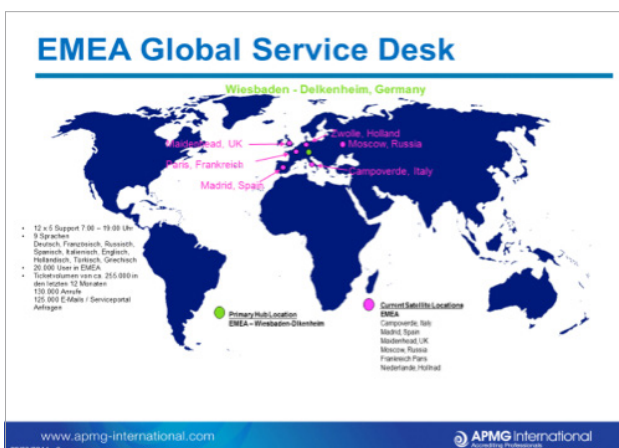 EMEA Global Service Desk
Wiesbaden - Delkenheim, Germany
Zwolle, Holland
Maidenhead, UK
Moscow, Russia
Paris, Frankreich
Campoverde, Italy
Madrid, Spain
• 12 x 5 Support 7.00 – 19.00 Uhr
• 9 Sprachen
Deutsch, Französisch, Russisch,
Spanisch, Italienisch, Englisch,
Holländisch, Türkisch, Griechisch
• 20.000 User in EMEA
• Ticketvolumen von ca. 255.000 in
den letzten 12 Monaten
130.000 Anrufe
125.000 E-Mails / Serviceportal
Anfragen
Primary Hub Location
EMEA – Wiesbaden-Dilkenheim
Current Satellite Locations
EMEA
Campoverde, Italy
Madrid, Spain
Maidenhead, UK
Moscow, Russia
Frankreich Paris
Niederlande, Hollnad
www.apmg-international.com
APMG International
Accrediting Professionals